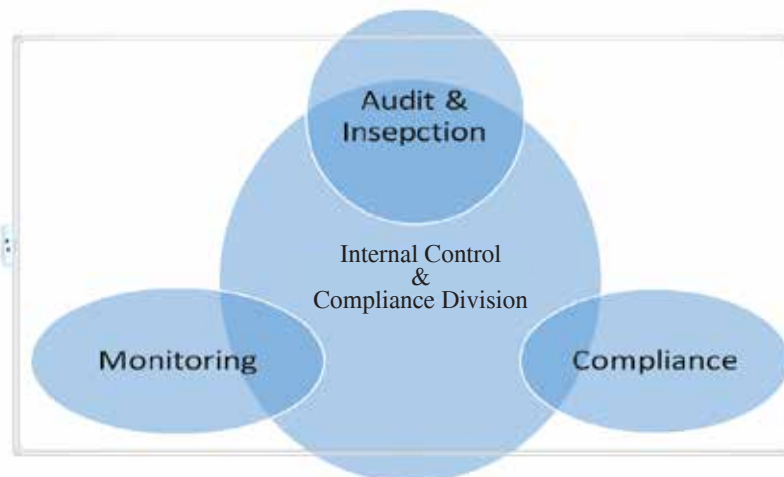 Audit &
Insepction
Internal Control
&
Compliance Division
Monitoring
Compliance